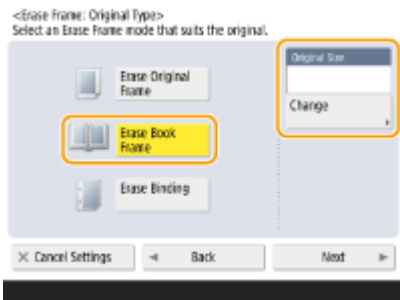 <Erase Frame: Original Type>
Select an Erase Frame mode that suits the original.
Original Size
Erase Original
Frame
Change
Erase Book
Frame
Erase Binding
× Cancel Settings
Back
Next